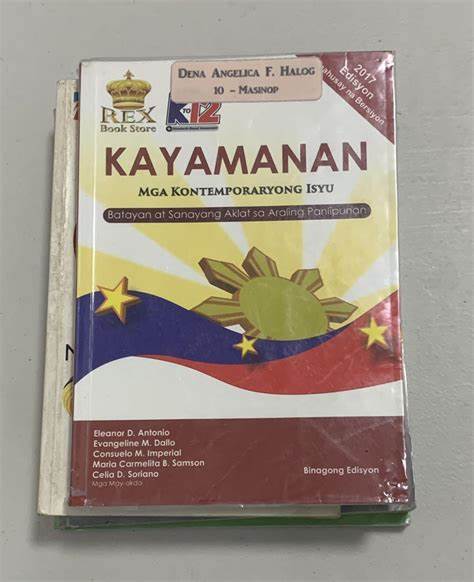 DENA ANGELICA F. HALOG
10 – MASINOP
2017
Edisyon
na Bersiyon
REX
Book Store
K TO 12
KAYAMANAN
MGA KONTEMPORARYONG ISYU
Batayan at Sanayang Aklat sa Araling Panlipunan
Eleanor D. Antonio
Evangeline M. Dallo
Consuelo M. Imperial
Maria Carmelita B. Samson
Celia D. Soriano
Mga May-akda
Binagong Edisyon